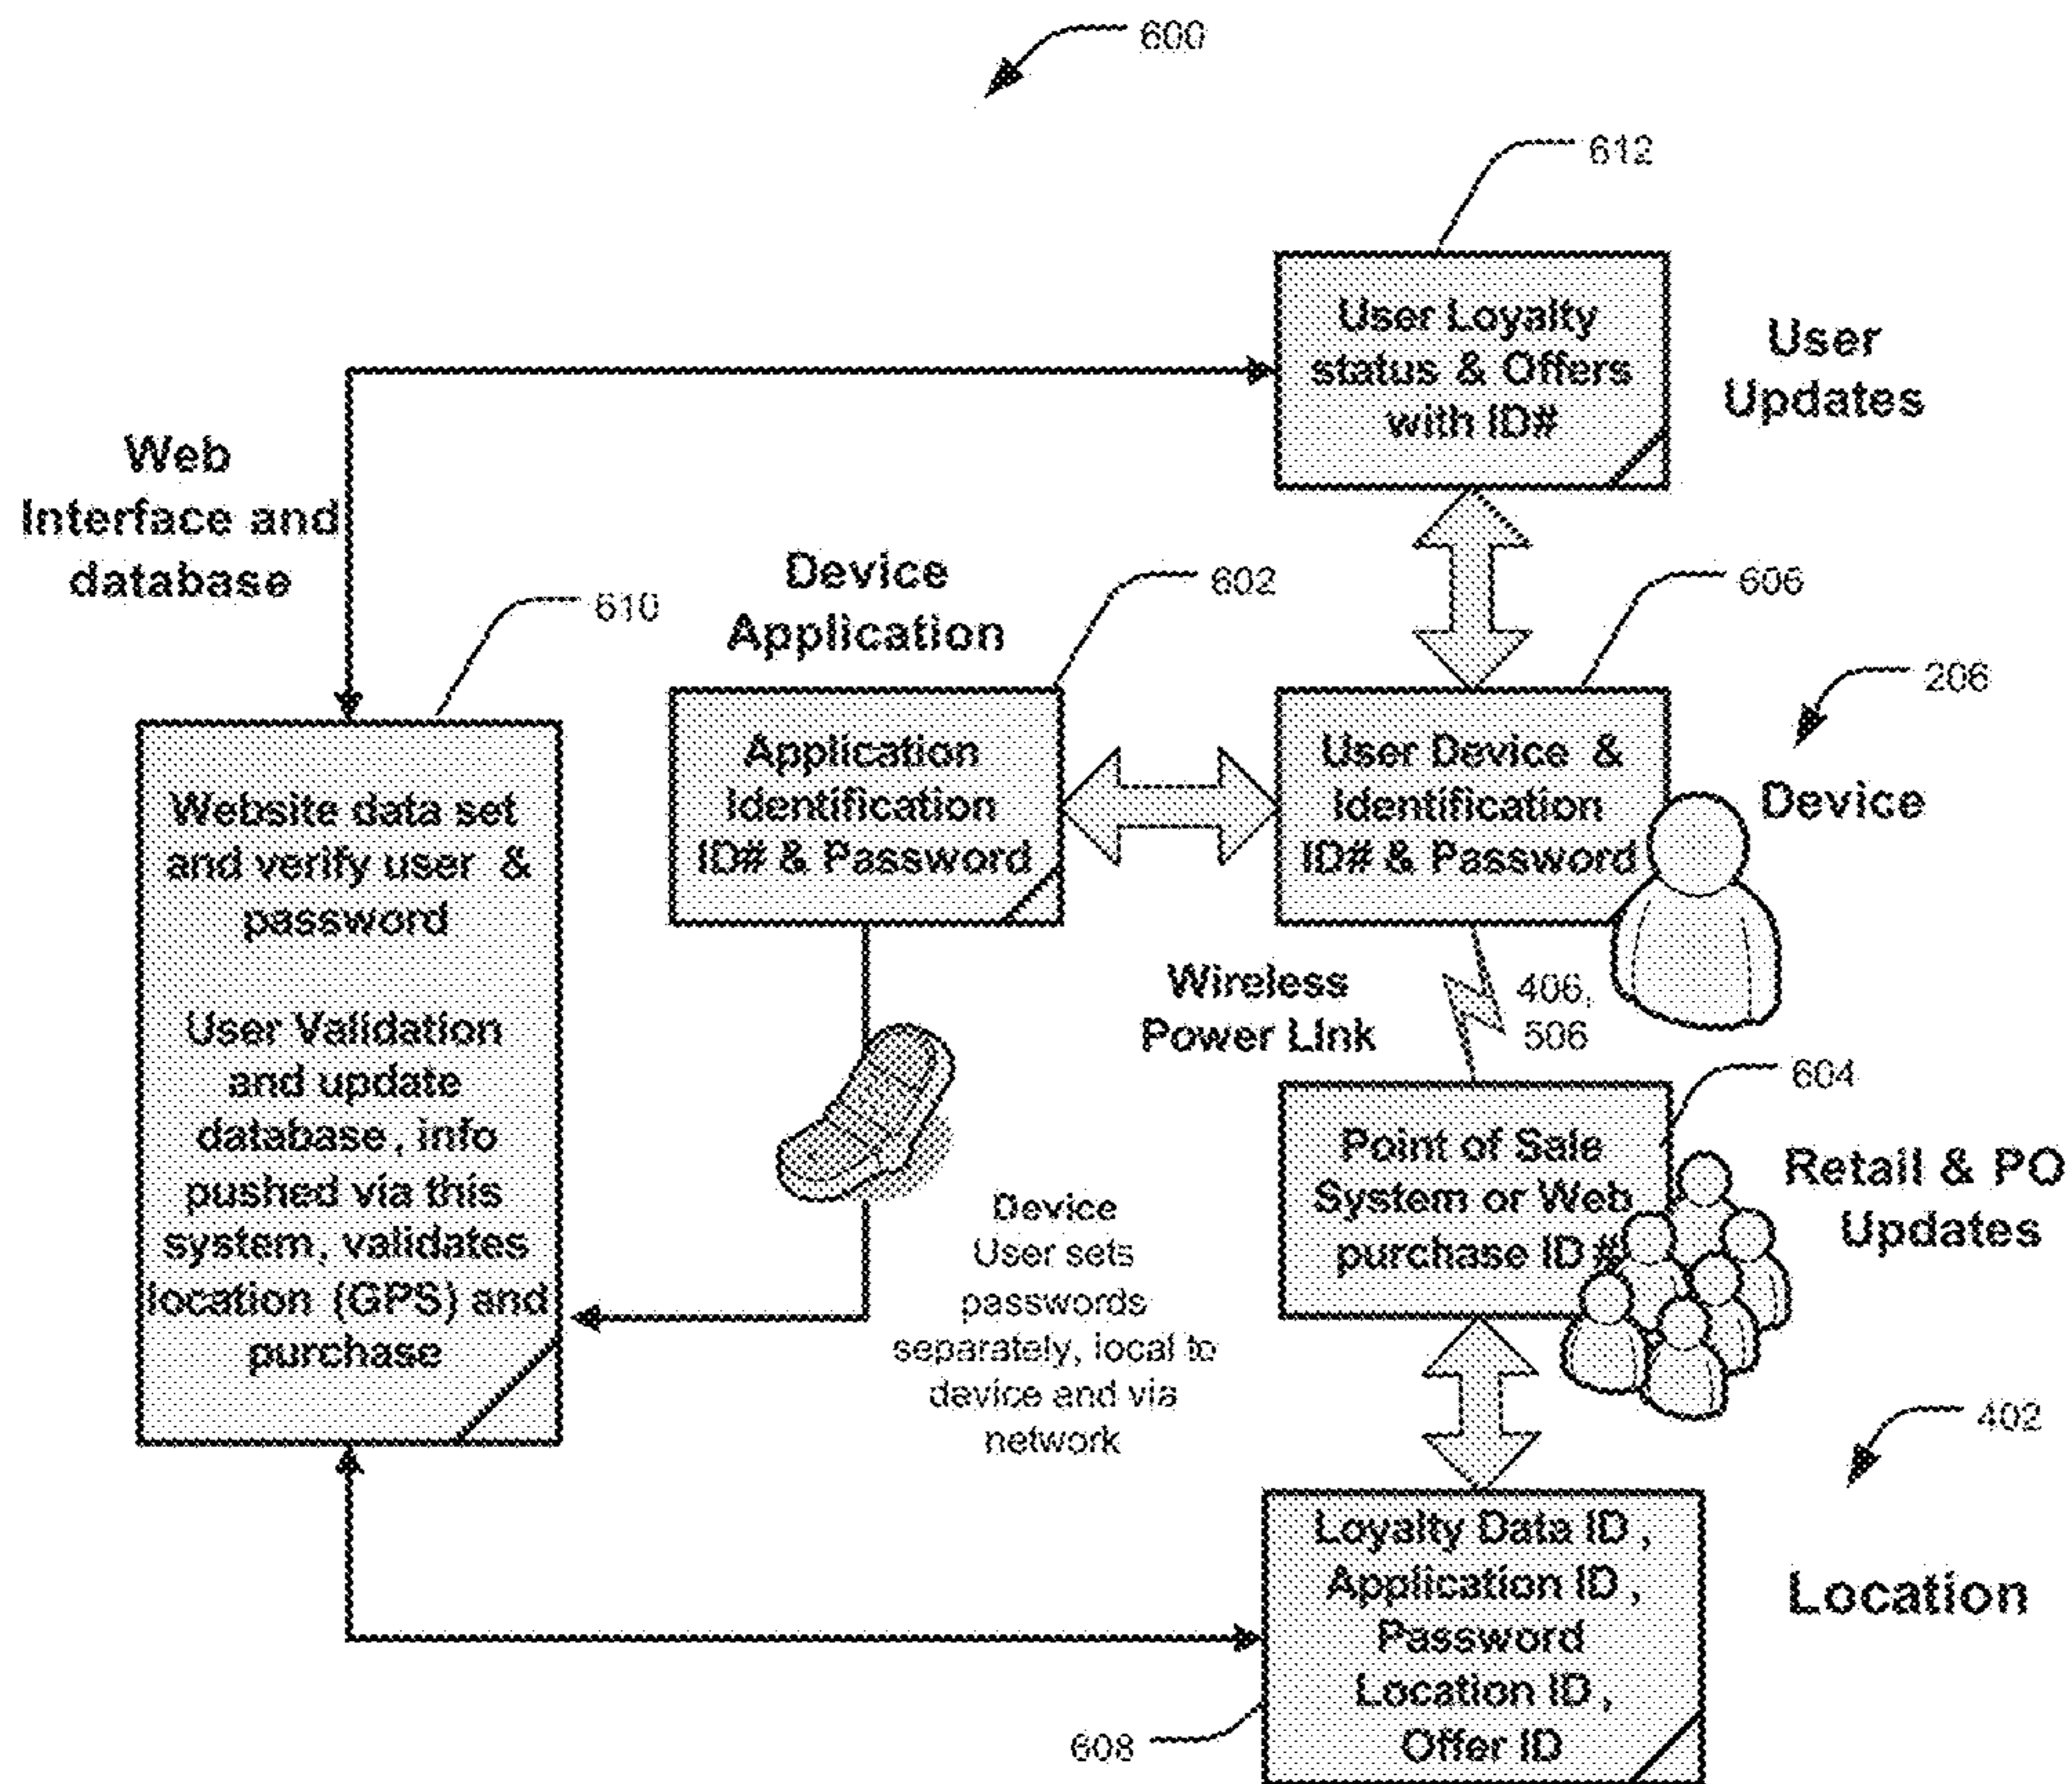 600
612
User Loyalty
status & Offers
with ID#
User
Updates
Web
Interface and
database
610
Device
Application
602
606
206
Device
Website data set
and verify user &
password
User Validation
and update
database, info
pushed via this
system, validates
location (GPS) and
purchase
Application
Identification
ID# & Password
User Device &
Identification
ID# & Password
Wireless
Power Link
406,
506
604
Point of Sale
System or Web
purchase ID #
Retail & PO
Updates
Device
User sets
passwords
separately, local to
device and via
network
402
Location
Loyalty Data ID ,
Application ID ,
Password
Location ID ,
Offer ID
608